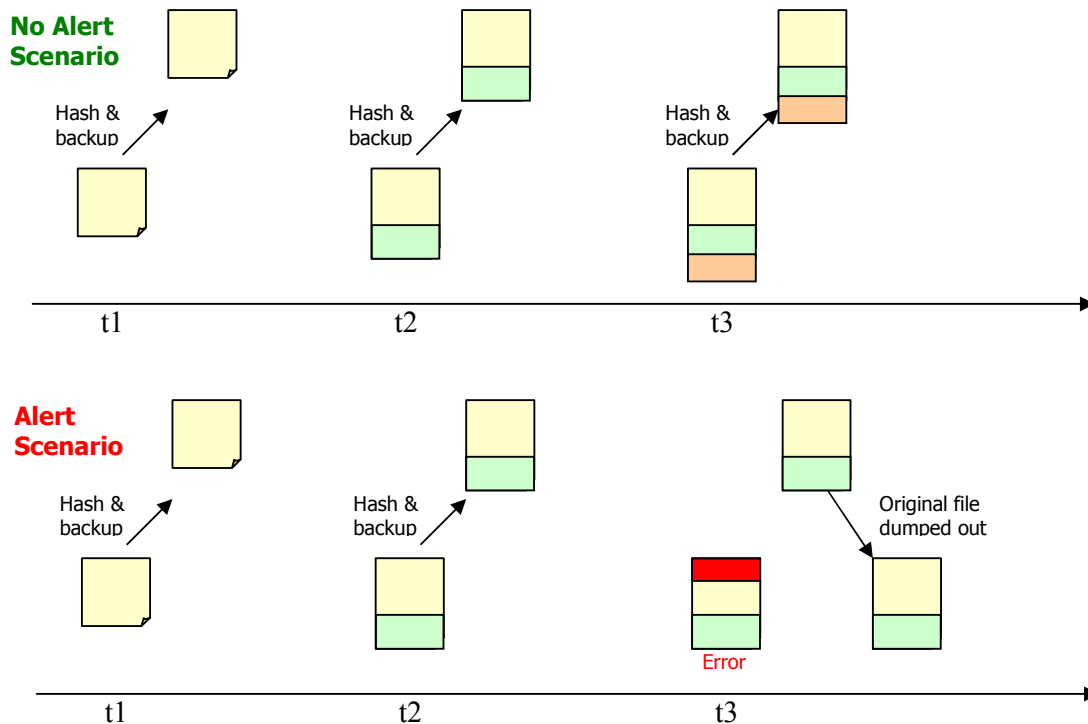 No Alert
Scenario
Hash &
backup
Hash &
backup
Hash &
backup
t1
t2
t3
Alert
Scenario
Hash &
backup
Hash &
backup
Original file
dumped out
Error
t1
t2
t3